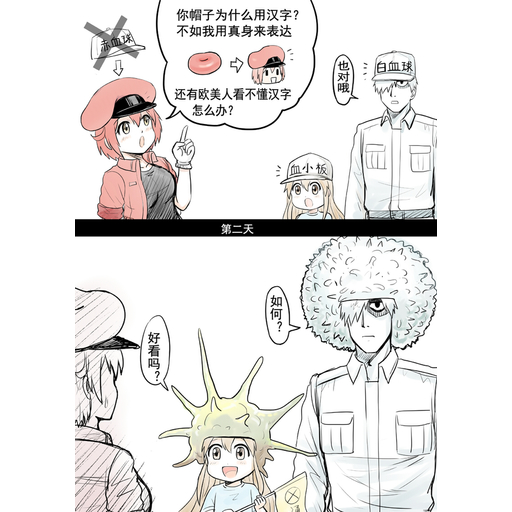 你帽子为什么用汉字?
不如我用真身来表达
还有欧美人看不懂汉字
怎么办?
赤血球
也对哦
白血球
血小板
第二天
如何?
好看吗?